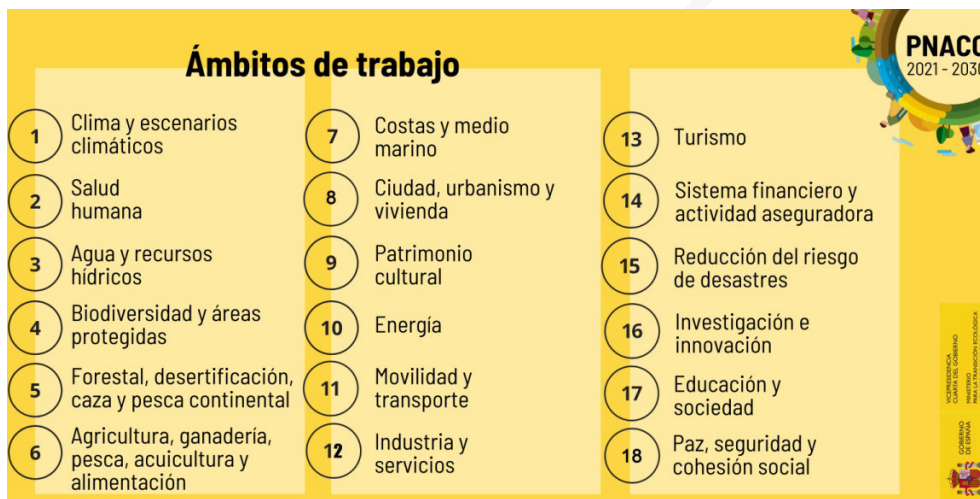 Ámbitos de trabajo
PNACC
2021 - 2030
1
Clima y escenarios
climáticos
2
Salud
humana
3
Agua y recursos
hídricos
4
Biodiversidad y áreas
protegidas
5
Forestal, desertificación,
caza y pesca continental
6
Agricultura, ganadería,
pesca, acuicultura y
alimentación
7
Costas y medio
marino
8
Ciudad, urbanismo y
vivienda
9
Patrimonio
cultural
10
Energía
11
Movilidad y
transporte
12
Industria y
servicios
13
Turismo
14
Sistema financiero y
actividad aseguradora
15
Reducción del riesgo
de desastres
16
Investigación e
innovación
17
Educación y
sociedad
18
Paz, seguridad y
cohesión social
VICEPRESIDENCIA
CUARTA DEL GOBIERNO
MINISTERIO
PARA LA TRANSICIÓN ECOLÓGICA
GOBIERNO
DE ESPAÑA